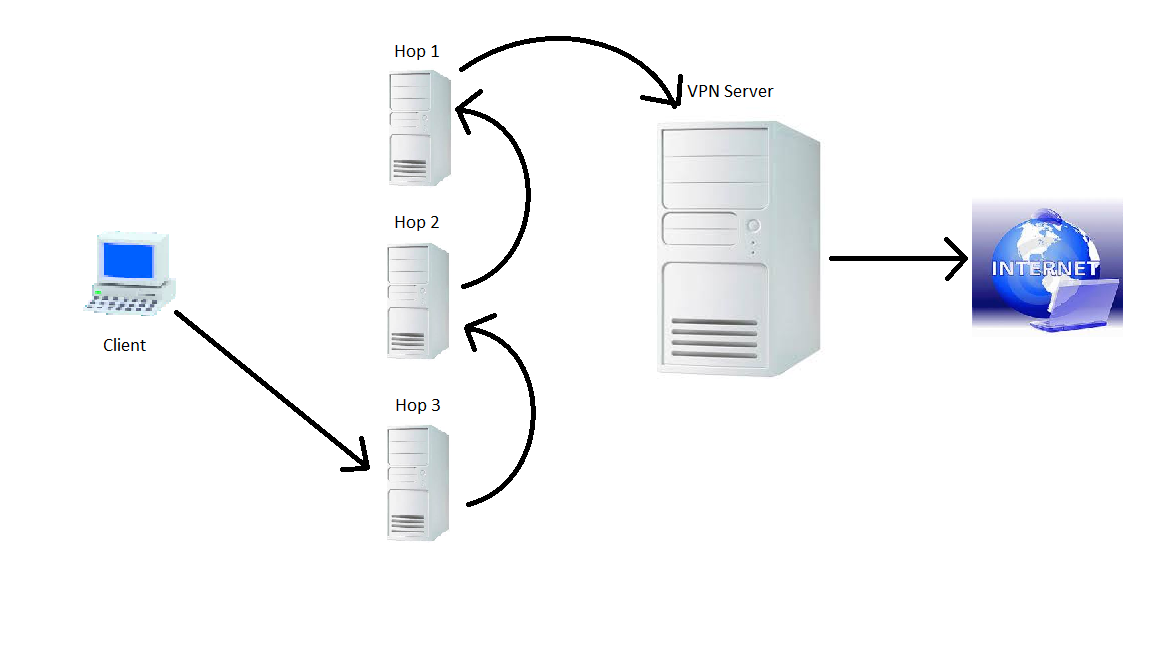 Hop 1
VPN Server
Hop 2
INTERNET
Client
Hop 3